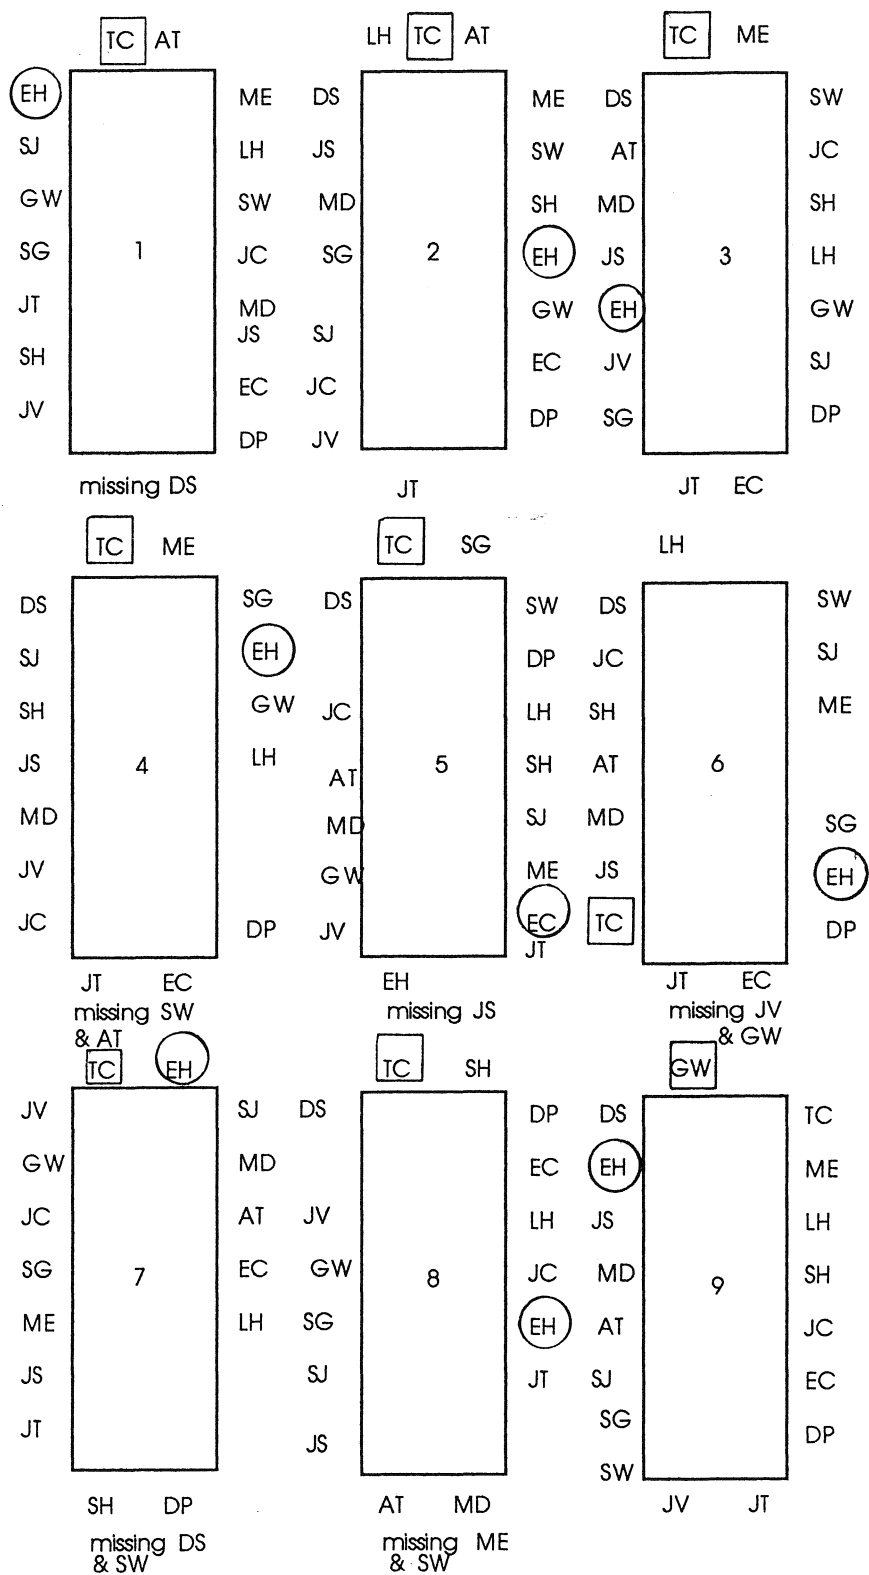 TC AT
EH
SJ
GW
SG
JT
SH
JV
1
ME
LH
SW
JC
MD
JS
EC
DP
missing DS
LH TC AT
DS
JS
MD
SG
SJ
JC
JV
2
ME
SW
SH
EH
GW
EC
DP
JT
TC ME
DS
AT
MD
JS
EH
JV
SG
3
SW
JC
SH
LH
GW
SJ
DP
JT EC
TC ME
DS
SJ
SH
JS
MD
JV
JC
4
SG
EH
GW
LH
DP
JT EC
missing SW
& AT
TC SG
DS
JC
AT
MD
GW
JV
5
SW
DP
LH
SH
SJ
ME
EC
JT
EH
missing JS
LH
DS
JC
SH
AT
MD
JS
TC
6
SW
SJ
ME
SG
EH
DP
JT EC
missing JV
& GW
TC EH
JV
GW
JC
SG
ME
JS
JT
7
SJ
MD
AT
EC
LH
SH DP
missing DS
& SW
TC SH
DS
JV
GW
SG
SJ
JS
8
DP
EC
LH
JC
EH
JT
AT MD
missing ME
& SW
GW
DS
EH
JS
MD
AT
SJ
SG
SW
9
TC
ME
LH
SH
JC
EC
DP
JV JT